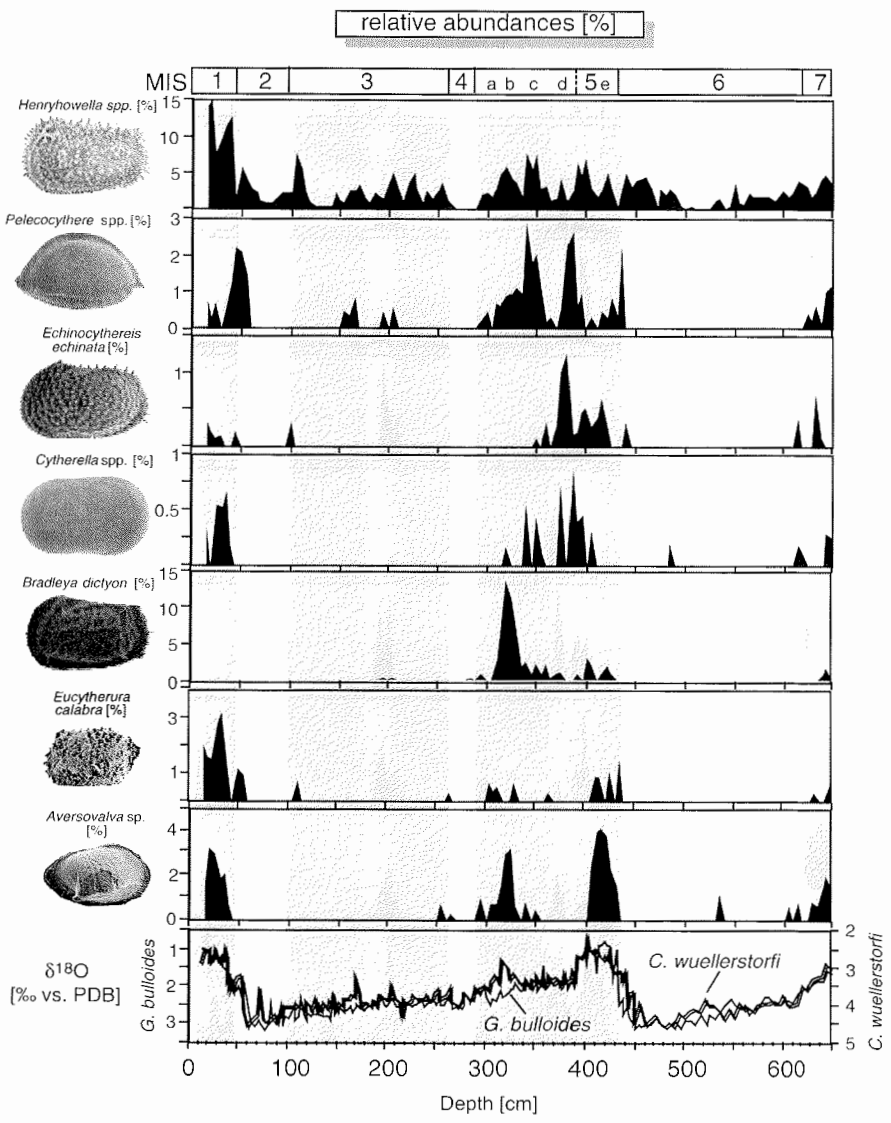 relative abundances [%]
MIS 1 2 3 4 a b c d 5 e 6 7
Henryhowella spp. [%]
15
10
5
Pelecocythere spp. [%]
3
2
1
0
Echinocythereis
echinata [%]
1
Cytherella spp. [%]
1
0.5
Bradleya dictyon [%]
15
10
5
0
Eucytherura
calabra [%]
3
1
Aversovalva sp.
[%]
4
2
0
δ18O
[‰ vs. PDB]
G. bulloides
1
2
3
C. wuellerstorfi
G. bulloides
2
3
4
5
C. wuellerstorfi
0 100 200 300 400 500 600
Depth [cm]